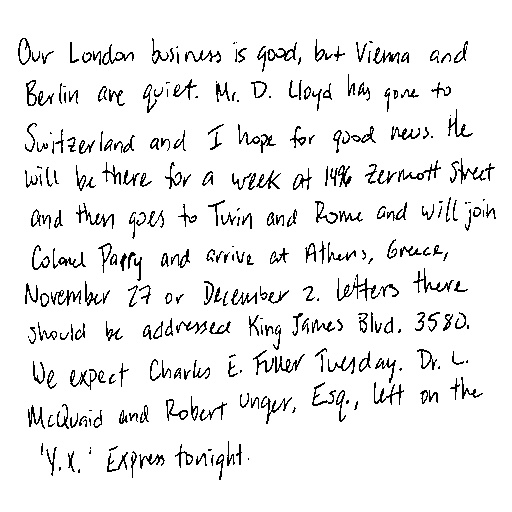 Our London business is good, but Vienna and
Berlin are quiet. Mr. D. Lloyd has gone to
Switzerland and I hope for good news. He
will be there for a week at 1496 Zermott Street
and then goes to Turin and Rome and will join
Colonel Parry and arrive at Athens, Greece,
November 27 or December 2. Letters there
should be addressed King James Blvd. 3580.
We expect Charles E. Fuller Tuesday. Dr. L.
McQuaid and Robert Unger, Esq., left on the
'Y.X.' Express tonight.